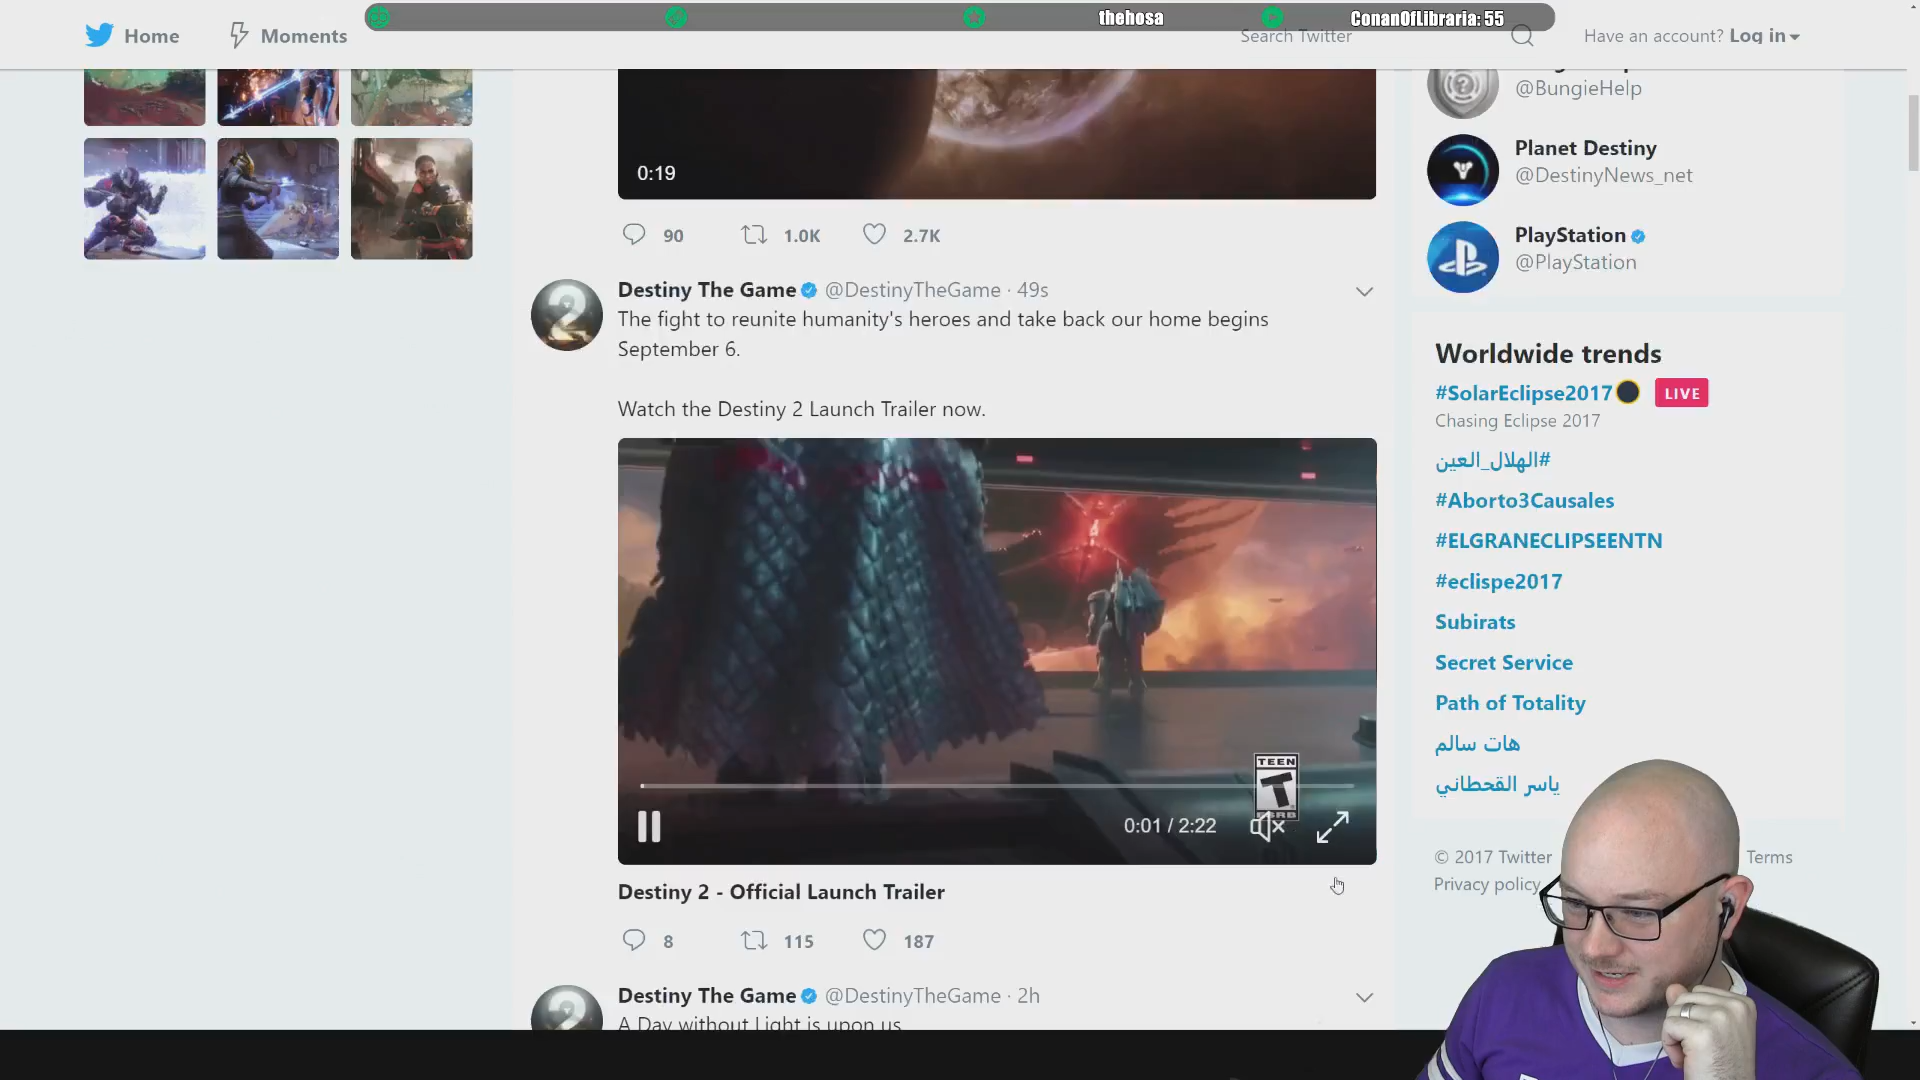 thehosa
ConanOfLibraria: 55
Home
Moments
Search Twitter
Have an account? Log in
@BungieHelp
Planet Destiny
@DestinyNews_net
PlayStation
@PlayStation
0:19
90
1.0K
2.7K
Destiny The Game @DestinyTheGame · 49s
The fight to reunite humanity's heroes and take back our home begins
September 6.
Watch the Destiny 2 Launch Trailer now.
TEEN
T
ESRB
0:01 / 2:22
Destiny 2 - Official Launch Trailer
8
115
187
Destiny The Game @DestinyTheGame · 2h
A Day without Light is upon us
Worldwide trends
#SolarEclipse2017 LIVE
Chasing Eclipse 2017
#الهلال_العين
#Aborto3Causales
#ELGRANECLIPSEENTN
#eclispe2017
Subirats
Secret Service
Path of Totality
هات سالم
ياسر القحطاني
© 2017 Twitter
Terms
Privacy policy